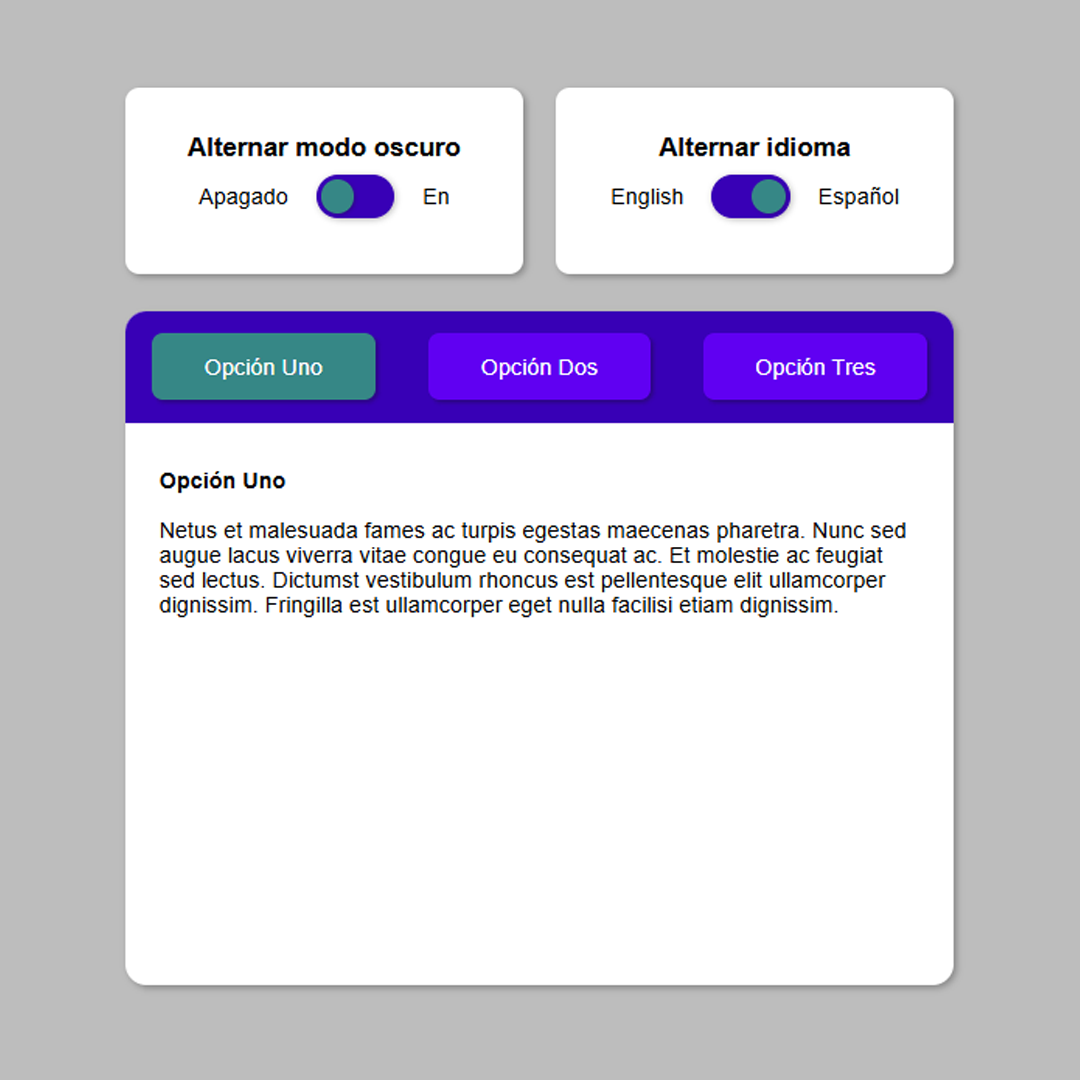 Alternar modo oscuro
Apagado En
Alternar idioma
English Español
Opción Uno Opción Dos Opción Tres
Opción Uno
Netus et malesuada fames ac turpis egestas maecenas pharetra. Nunc sed
augue lacus viverra vitae congue eu consequat ac. Et molestie ac feugiat
sed lectus. Dictumst vestibulum rhoncus est pellentesque elit ullamcorper
dignissim. Fringilla est ullamcorper eget nulla facilisi etiam dignissim.